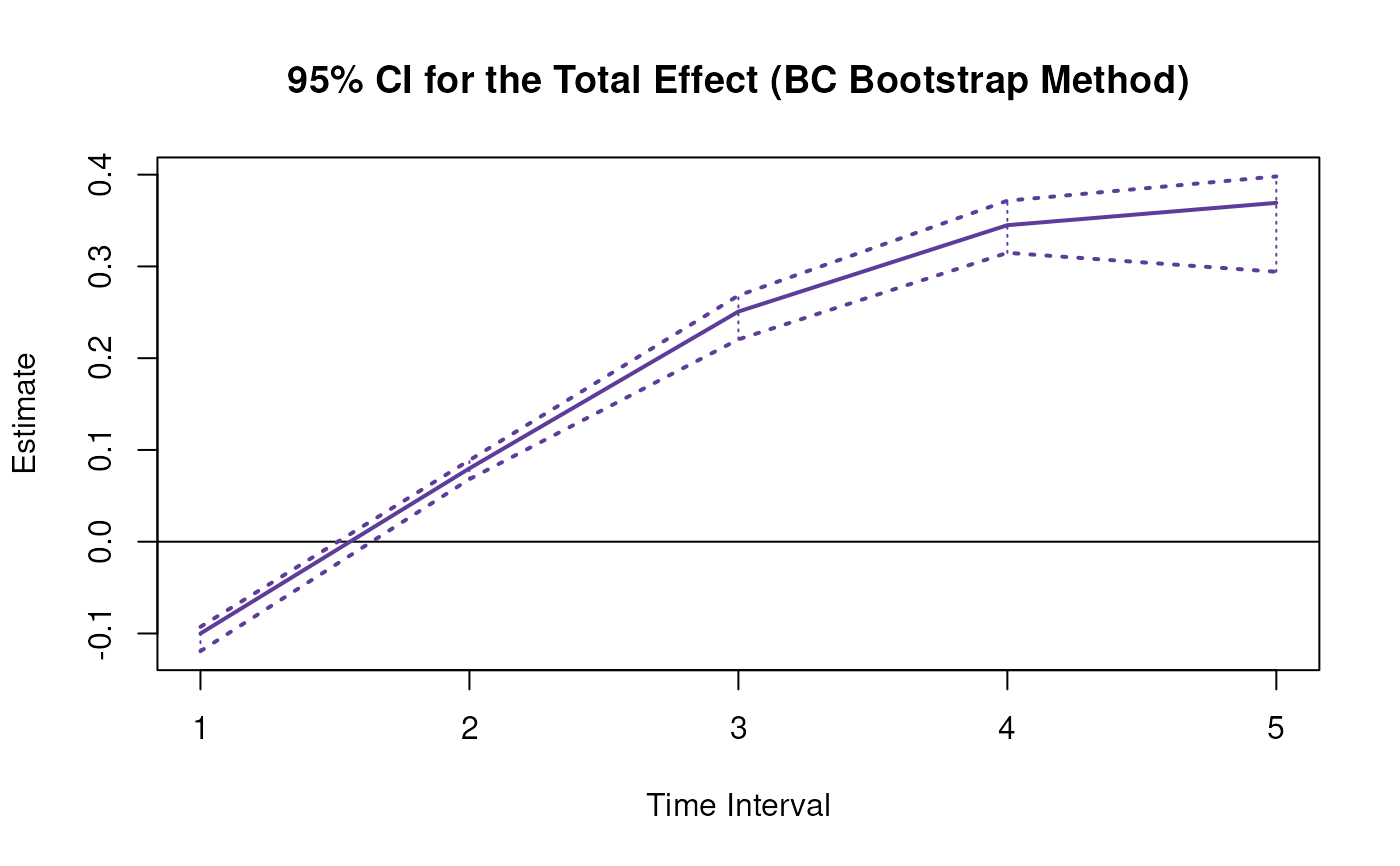 95% CI for the Total Effect (BC Bootstrap Method)
Estimate
0.4
0.3
0.2
0.1
0.0
-0.1
1 2 3 4 5
Time Interval